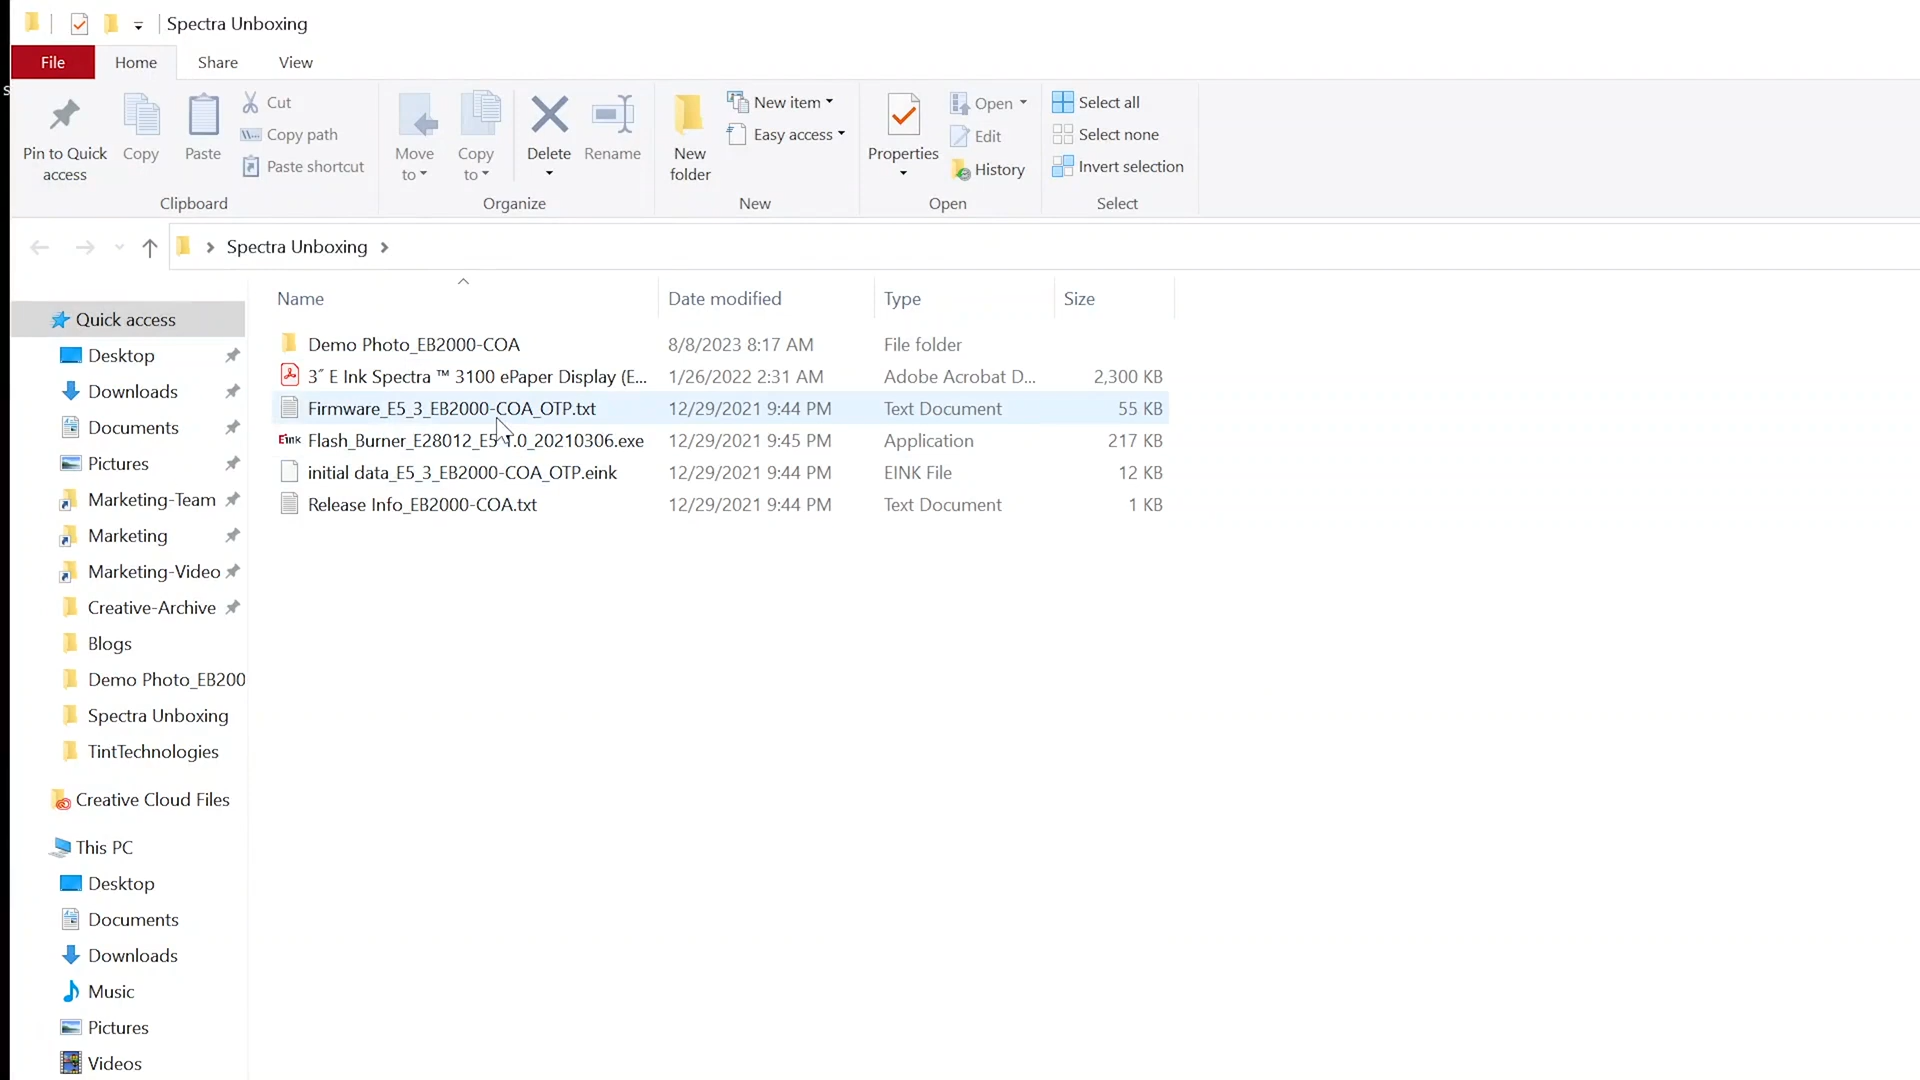 Spectra Unboxing
File Home Share View
s
Pin to Quick access
Copy
Paste
Cut
Copy path
Paste shortcut
Clipboard
Move to
Copy to
Delete
Rename
Organize
New folder
New item
Easy access
New
Properties
Open
Edit
History
Open
Select all
Select none
Invert selection
Select
Spectra Unboxing
Name Date modified Type Size
Demo Photo_EB2000-COA 8/8/2023 8:17 AM File folder
3˝ E Ink Spectra ™ 3100 ePaper Display (E... 1/26/2022 2:31 AM Adobe Acrobat D... 2,300 KB
Firmware_E5_3_EB2000-COA_OTP.txt 12/29/2021 9:44 PM Text Document 55 KB
Eink Flash_Burner_E28012_E5 1.0_20210306.exe 12/29/2021 9:45 PM Application 217 KB
initial data_E5_3_EB2000-COA_OTP.eink 12/29/2021 9:44 PM EINK File 12 KB
Release Info_EB2000-COA.txt 12/29/2021 9:44 PM Text Document 1 KB
Quick access
Desktop
Downloads
Documents
Pictures
Marketing-Team
Marketing
Marketing-Video
Creative-Archive
Blogs
Demo Photo_EB200
Spectra Unboxing
TintTechnologies
Creative Cloud Files
This PC
Desktop
Documents
Downloads
Music
Pictures
Videos